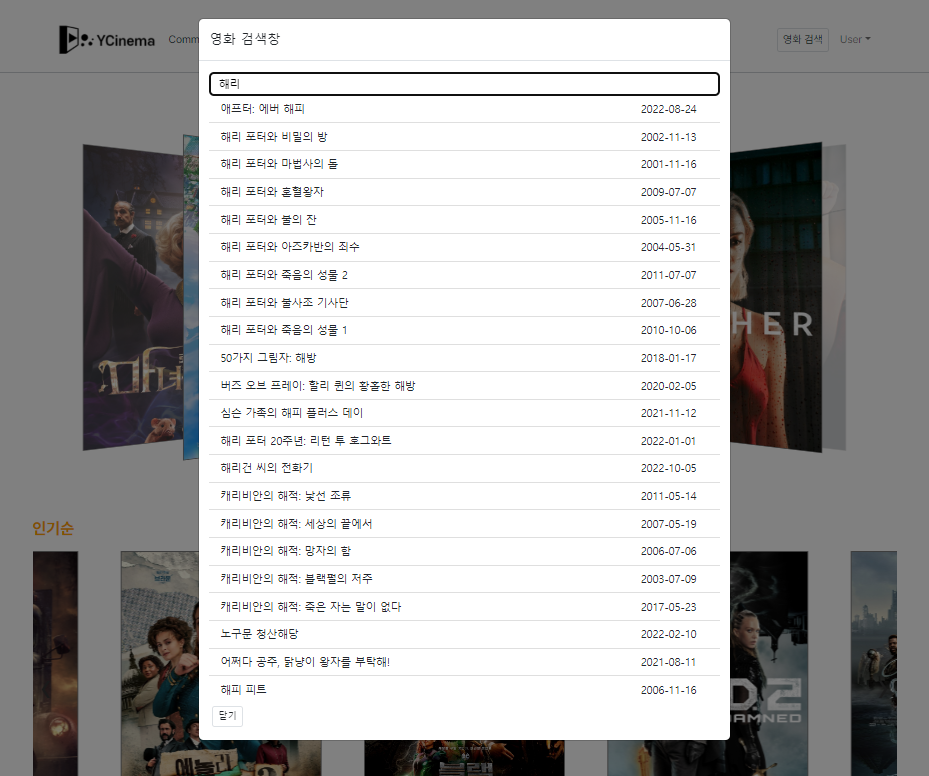 영화 검색창
YCinema
Comm
영화 검색
User
해리
애프터: 에버 해피 2022-08-24
해리 포터와 비밀의 방 2002-11-13
해리 포터와 마법사의 돌 2001-11-16
해리 포터와 혼혈왕자 2009-07-07
해리 포터와 불의 잔 2005-11-16
해리 포터와 아즈카반의 죄수 2004-05-31
해리 포터와 죽음의 성물 2 2011-07-07
해리 포터와 불사조 기사단 2007-06-28
해리 포터와 죽음의 성물 1 2010-10-06
50가지 그림자: 해방 2018-01-17
버즈 오브 프레이: 할리 퀸의 황홀한 해방 2020-02-05
심슨 가족의 해피 플러스 데이 2021-11-12
해리 포터 20주년: 리턴 투 호그와트 2022-01-01
해리건 씨의 전화기 2022-10-05
캐리비안의 해적: 낯선 조류 2011-05-14
캐리비안의 해적: 세상의 끝에서 2007-05-19
캐리비안의 해적: 망자의 함 2006-07-06
캐리비안의 해적: 블랙펄의 저주 2003-07-09
캐리비안의 해적: 죽은 자는 말이 없다 2017-05-23
노구문 청산해당 2022-02-10
어쩌다 공주, 닭냥이 왕자를 부탁해! 2021-08-11
해피 피트 2006-11-16
닫기
마녀
HER
인기순
에놀라
블랙
D.2
DAMNED